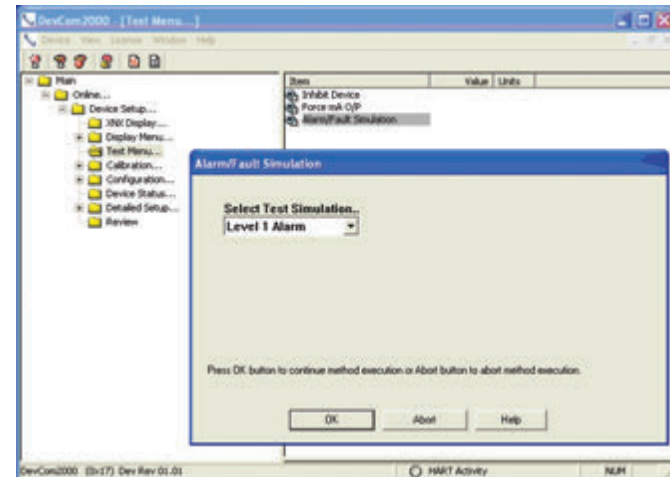 DevCom2000 - [Test Menu...]
Device View License Window Help
Main
Online...
Device Setup...
XNX Display...
Display Menu...
Test Menu...
Calibration...
Configuration...
Device Status...
Detailed Setup...
Review
Item Value Units
Inhibit Device
Force mA O/P
Alarm/Fault Simulation
Alarm/Fault Simulation
Select Test Simulation..
Level 1 Alarm
Press OK button to continue method execution or Abort button to abort method execution.
OK Abort Help
DevCom2000 (0x17) Dev Rev 01.01 HART Activity NUM